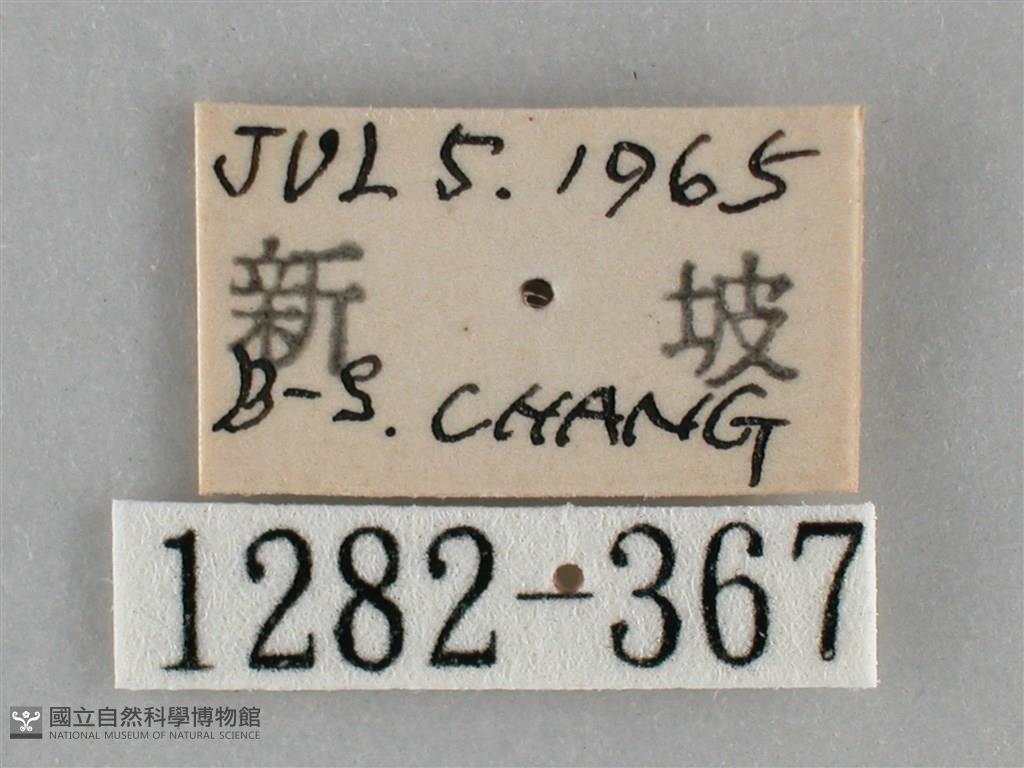 JUL 5. 1965
新 坡
B-S. CHANG
1282-367
國立自然科學博物館
NATIONAL MUSEUM OF NATURAL SCIENCE